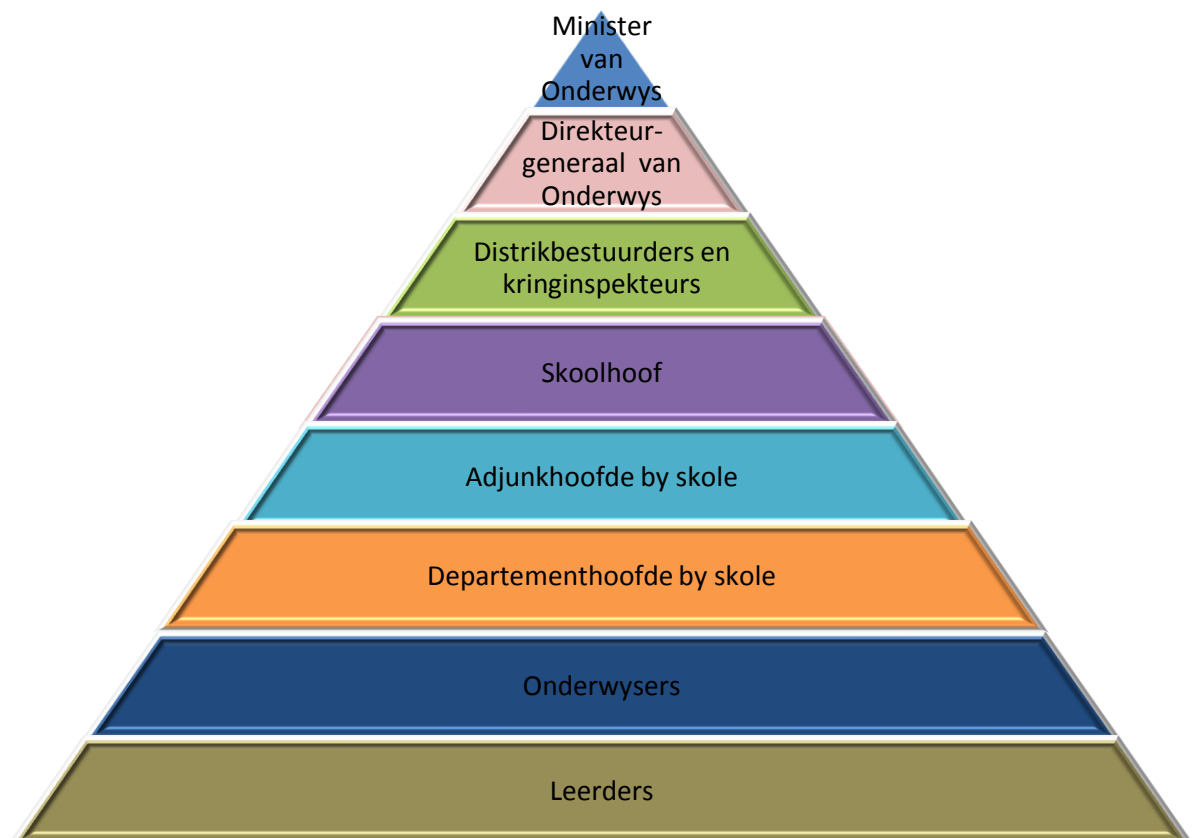 Minister
van
Onderwys
Direkteur-
generaal van
Onderwys
Distrikbestuurders en
kringinspekteurs
Skoolhoof
Adjunkhoofde by skole
Departementhoofde by skole
Onderwysers
Leerders